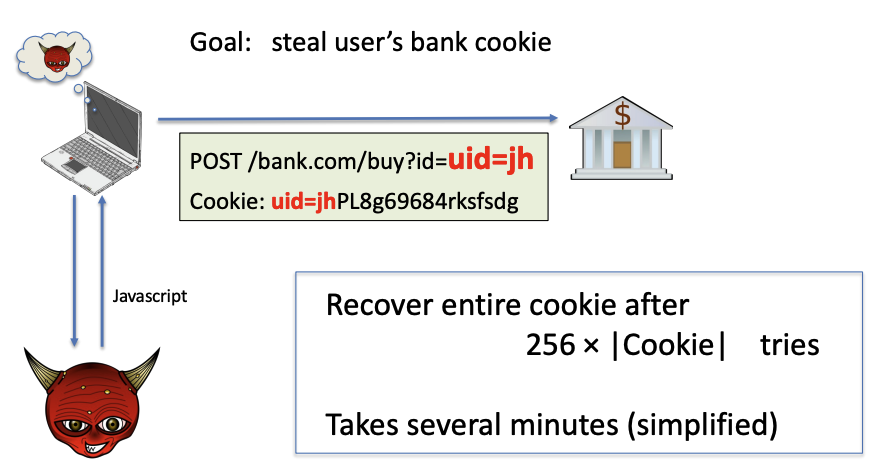 Goal: steal user's bank cookie
$
POST /bank.com/buy?id=uid=jh
Cookie: uid=jhPL8g69684rksfsdg
Javascript
Recover entire cookie after
256 × |Cookie| tries
Takes several minutes (simplified)